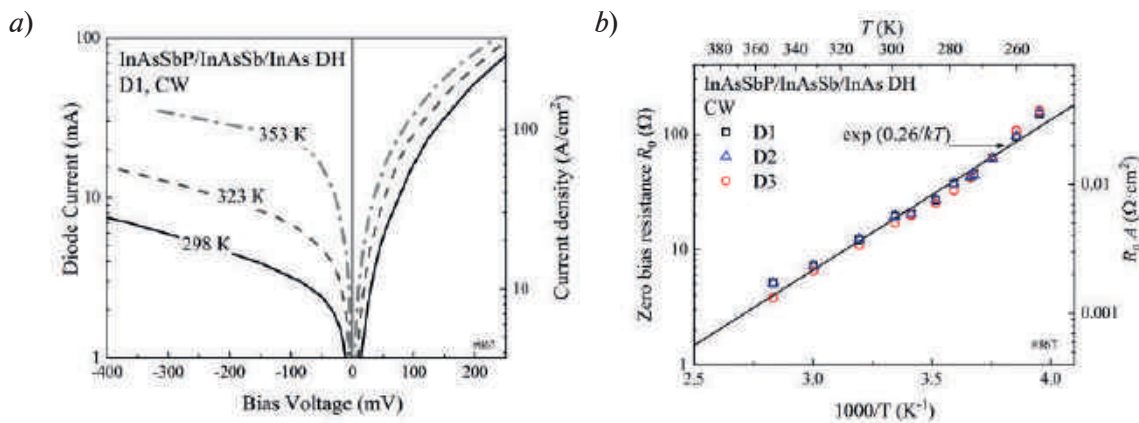 a)
InAsSbP/InAsSb/InAs DH
D1, CW
353 K
323 K
298 K
100
10
1
Diode Current (mA)
100
10
Current density (A/cm²)
-400 -300 -200 -100 0 100 200
Bias Voltage (mV)
b)
T (K)
380 360 340 320 300 280 260
InAsSbP/InAsSb/InAs DH
CW
D1
D2
D3
exp (0.26/kT)
100
10
1
Zero bias resistance R₀ (Ω)
0,01
0.001
R₀ A (Ω·cm²)
2.5 3.0 3.5 4.0
1000/T (K⁻¹)